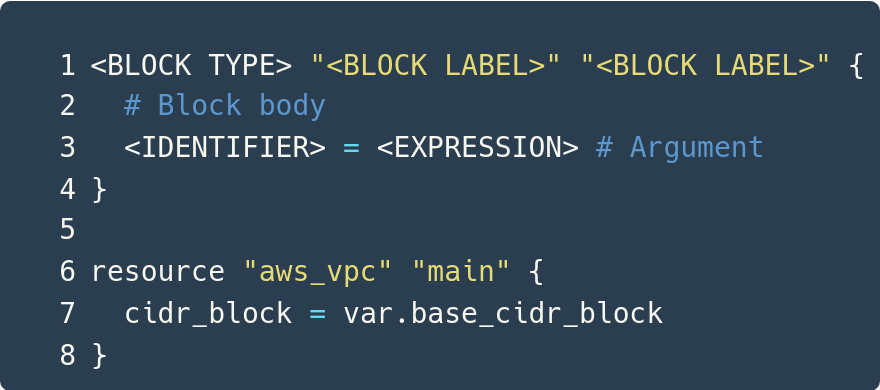 1 <BLOCK TYPE> "<BLOCK LABEL>" "<BLOCK LABEL>" {
2   # Block body
3   <IDENTIFIER> = <EXPRESSION> # Argument
4 }
5
6 resource "aws_vpc" "main" {
7   cidr_block = var.base_cidr_block
8 }